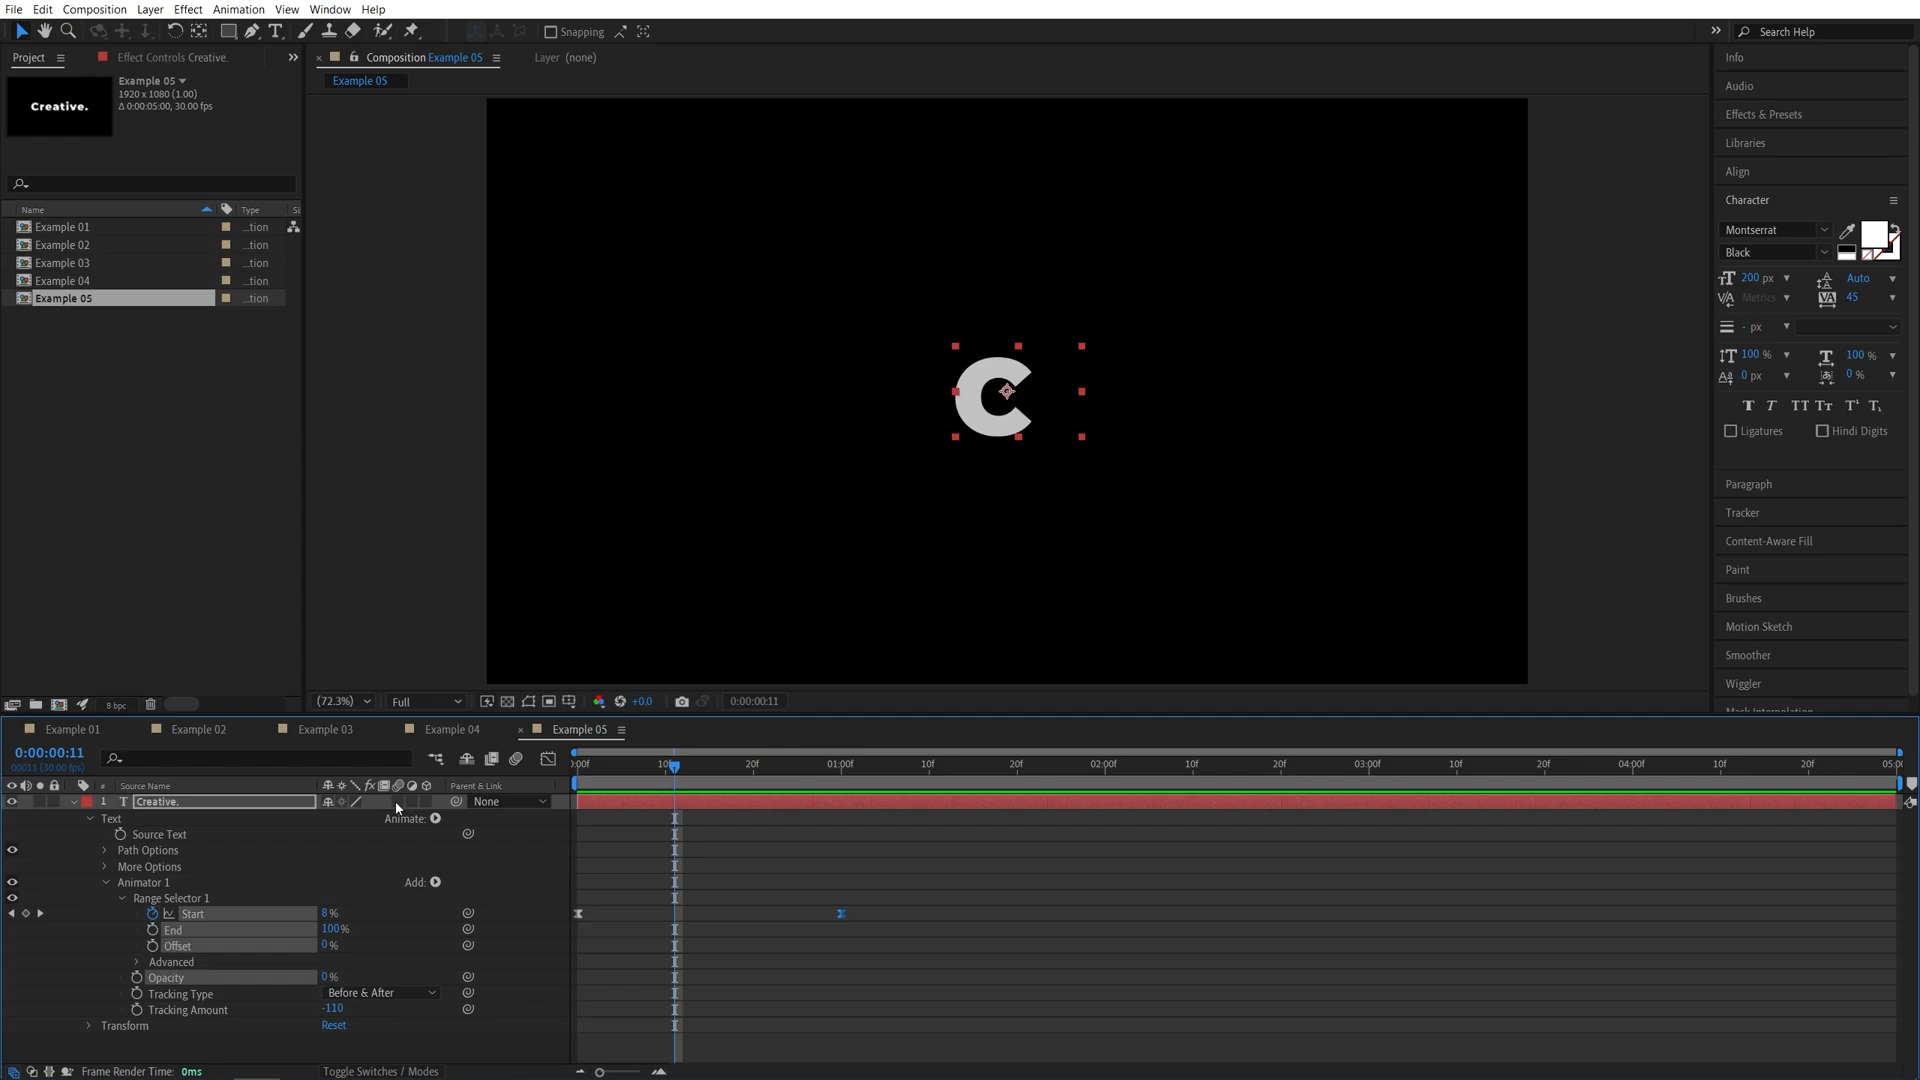 File Edit Composition Layer Effect Animation View Window Help
Snapping
Search Help
Project
Effect Controls Creative.
Composition Example 05
Layer (none)
Example 05
Creative.
Example 05
1920 x 1080 (1.00)
Δ 0:00:05:00, 30.00 fps
Name
Type
Si
Example 01 ...tion
Example 02 ...tion
Example 03 ...tion
Example 04 ...tion
Example 05 ...tion
8 bpc
C
(72.3%)
Full
+0.0
0:00:00:11
Info
Audio
Effects & Presets
Libraries
Align
Character
Montserrat
Black
200 px
Auto
Metrics
45
- px
100 %
100 %
0 px
0 %
T T TT Tт T¹ T₁
Ligatures
Hindi Digits
Paragraph
Tracker
Content-Aware Fill
Paint
Brushes
Motion Sketch
Smoother
Wiggler
Mask Interpolation
Example 01
Example 02
Example 03
Example 04
Example 05
0:00:00:11
00011 (30.00 fps)
# Source Name
Parent & Link
:00f 10f 20f 01:00f 10f 20f 02:00f 10f 20f 03:00f 10f 20f 04:00f 10f 20f 05:00
1 T Creative.
None
Text
Animate:
Source Text
Path Options
More Options
Animator 1
Add:
Range Selector 1
Start 8%
End 100%
Offset 0%
Advanced
Opacity 0%
Tracking Type Before & After
Tracking Amount -110
Transform Reset
Frame Render Time: 0ms
Toggle Switches / Modes